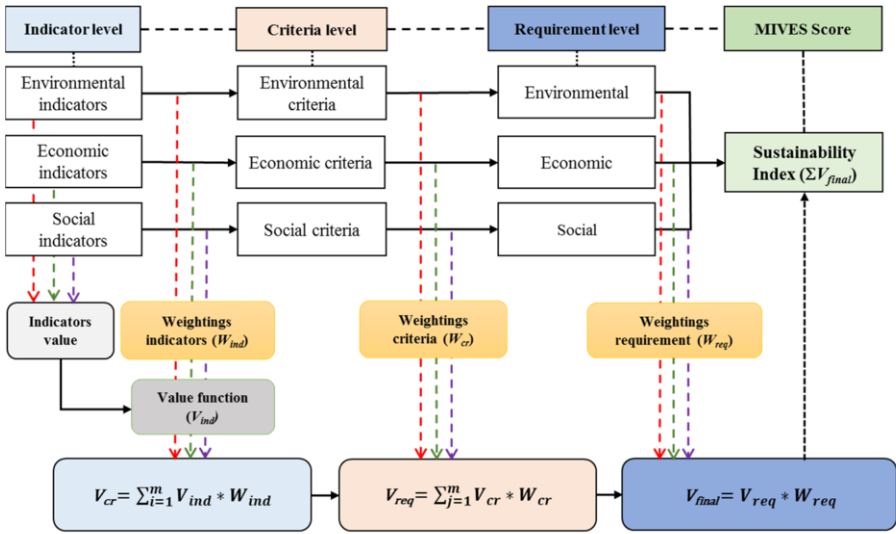 Indicator level
Criteria level
Requirement level
MIVES Score
Environmental
indicators
Environmental
criteria
Environmental
Economic
indicators
Economic criteria
Economic
Sustainability
Index (ΣV_final)
Social
indicators
Social criteria
Social
Indicators
value
Weightings
indicators (W_ind)
Weightings
criteria (W_cr)
Weightings
requirement (W_req)
Value function
(V_ind)
V_cr= ∑_{i=1}^{m} V_ind * W_ind
V_req= ∑_{j=1}^{m} V_cr * W_cr
V_final= V_req * W_req